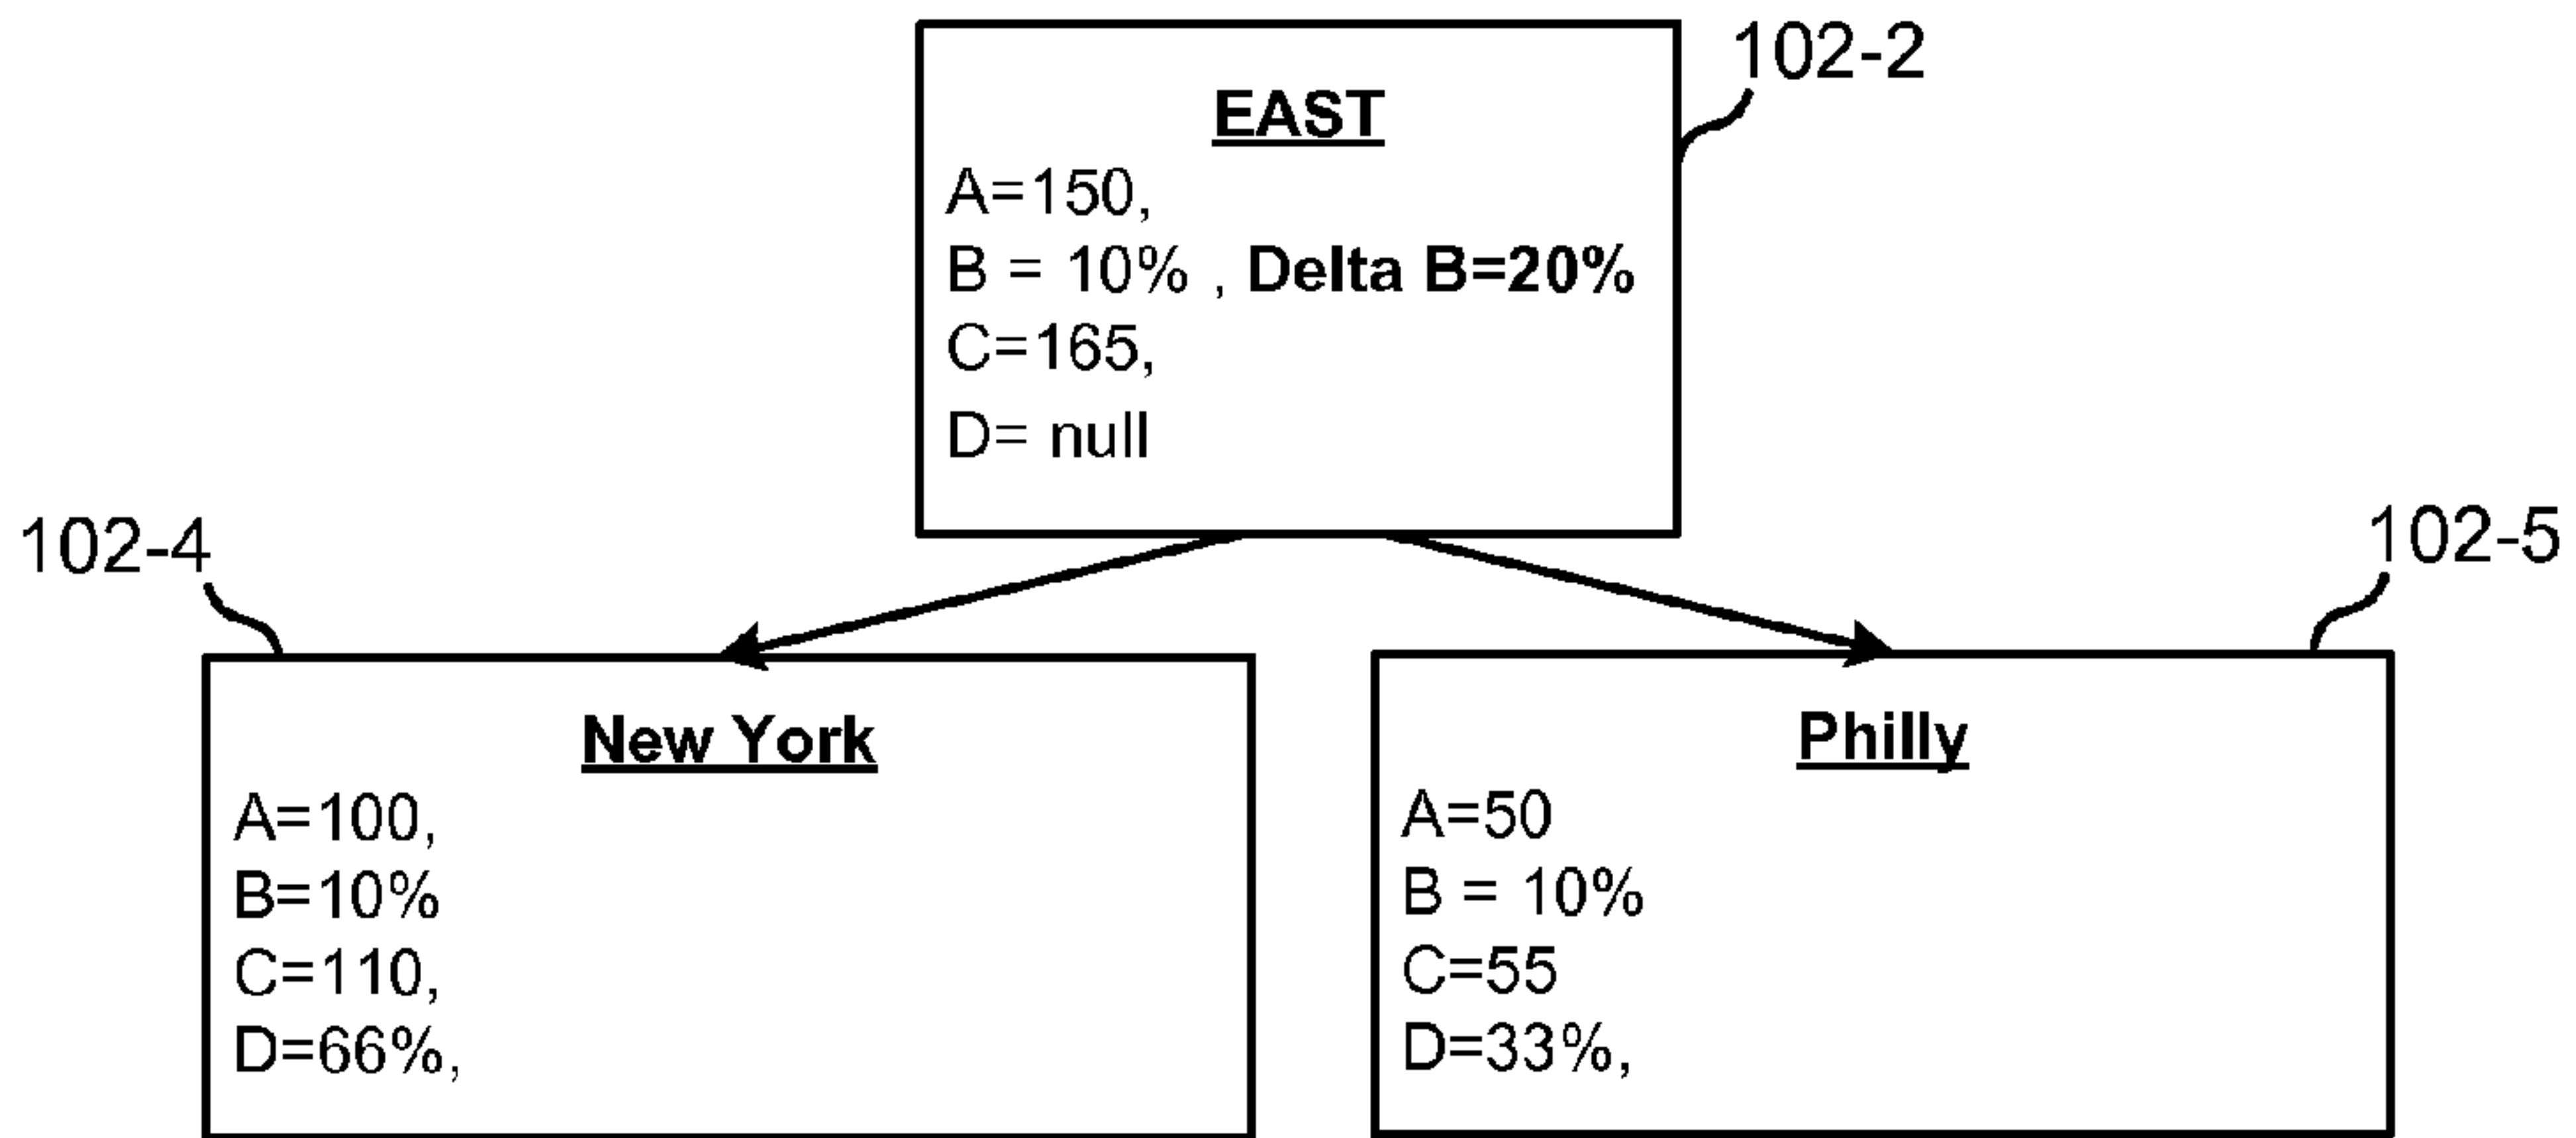 102-2
EAST
A=150,
B = 10% , Delta B=20%
C=165,
D= null
102-4
102-5
New York
A=100,
B=10%
C=110,
D=66%,
Philly
A=50
B = 10%
C=55
D=33%,